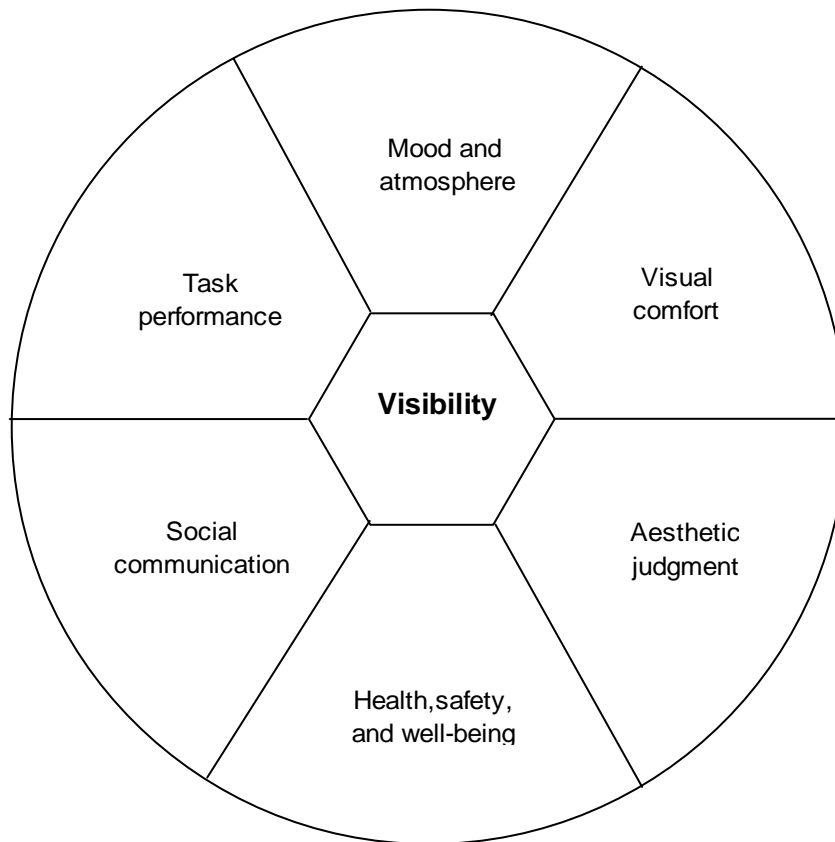 Mood and
atmosphere
Task
performance
Visual
comfort
Visibility
Social
communication
Aesthetic
judgment
Health,safety,
and well-being